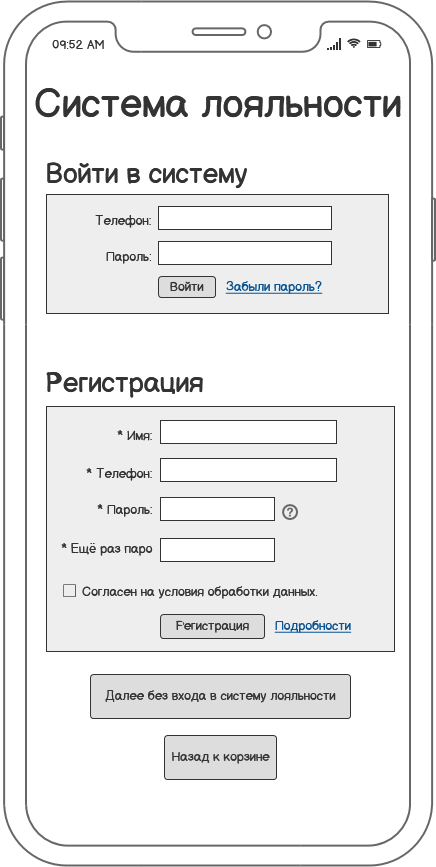 09:52 AM
Система лояльности
Войти в систему
Телефон:
Пароль:
Войти Забыли пароль?
Регистрация
* Имя:
* Телефон:
* Пароль: ?
* Ещё раз паро
Согласен на условия обработки данных.
Регистрация Подробности
Далее без входа в систему лояльности
Назад к корзине